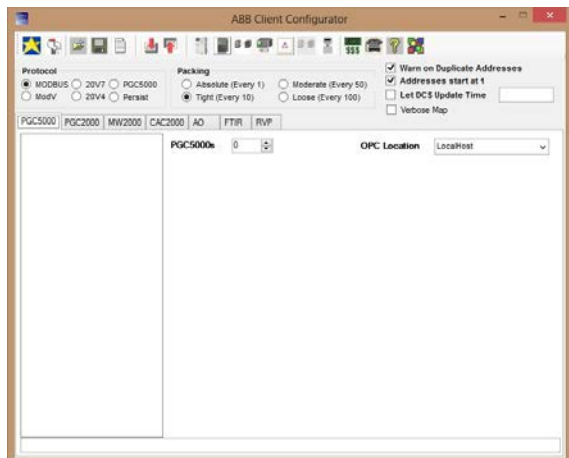 ABB Client Configurator
$$$
Protocol
MODBUS 20V7 PGC5000
ModV 20V4 Persist
Packing
Absolute (Every 1) Moderate (Every 50)
Tight (Every 10) Loose (Every 100)
Warn on Duplicate Addresses
Addresses start at 1
Let DCS Update Time
Verbose Map
PGC5000 PGC2000 MW2000 CAC2000 AO FTIR RVP
PGC5000s 0 OPC Location LocalHost